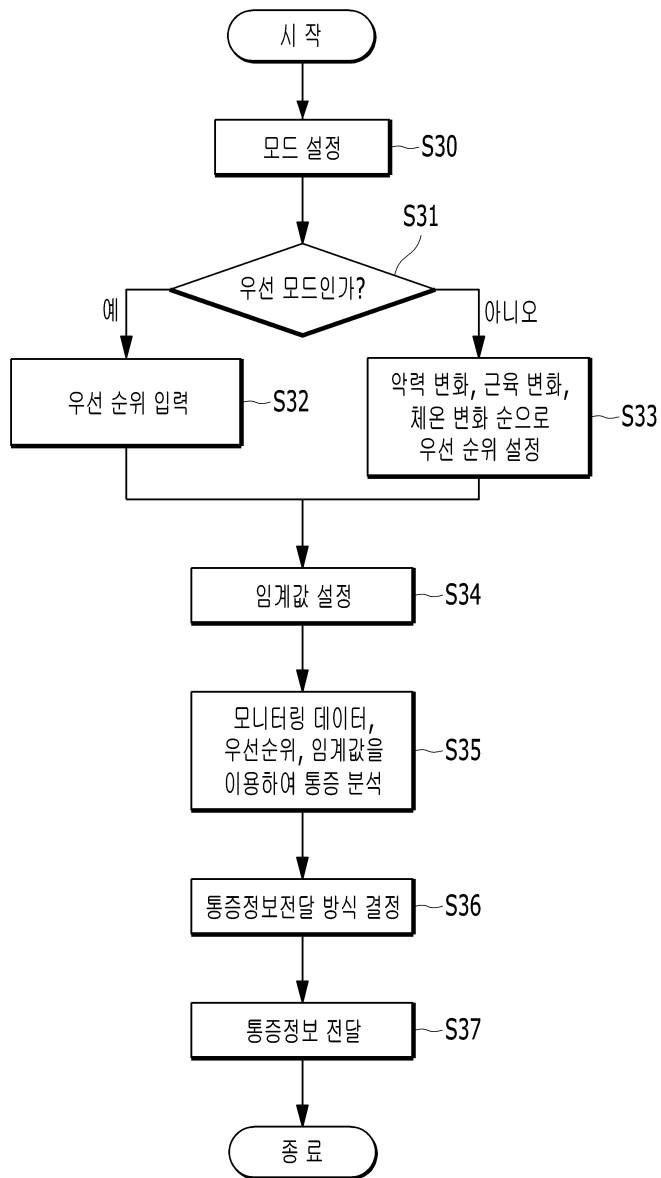 시 작
모드 설정
S30
S31
우선 모드인가?
예
아니오
우선 순위 입력
S32
악력 변화, 근육 변화,
체온 변화 순으로
우선 순위 설정
S33
임계값 설정
S34
모니터링 데이터,
우선순위, 임계값을
이용하여 통증 분석
S35
통증정보전달 방식 결정
S36
통증정보 전달
S37
종 료